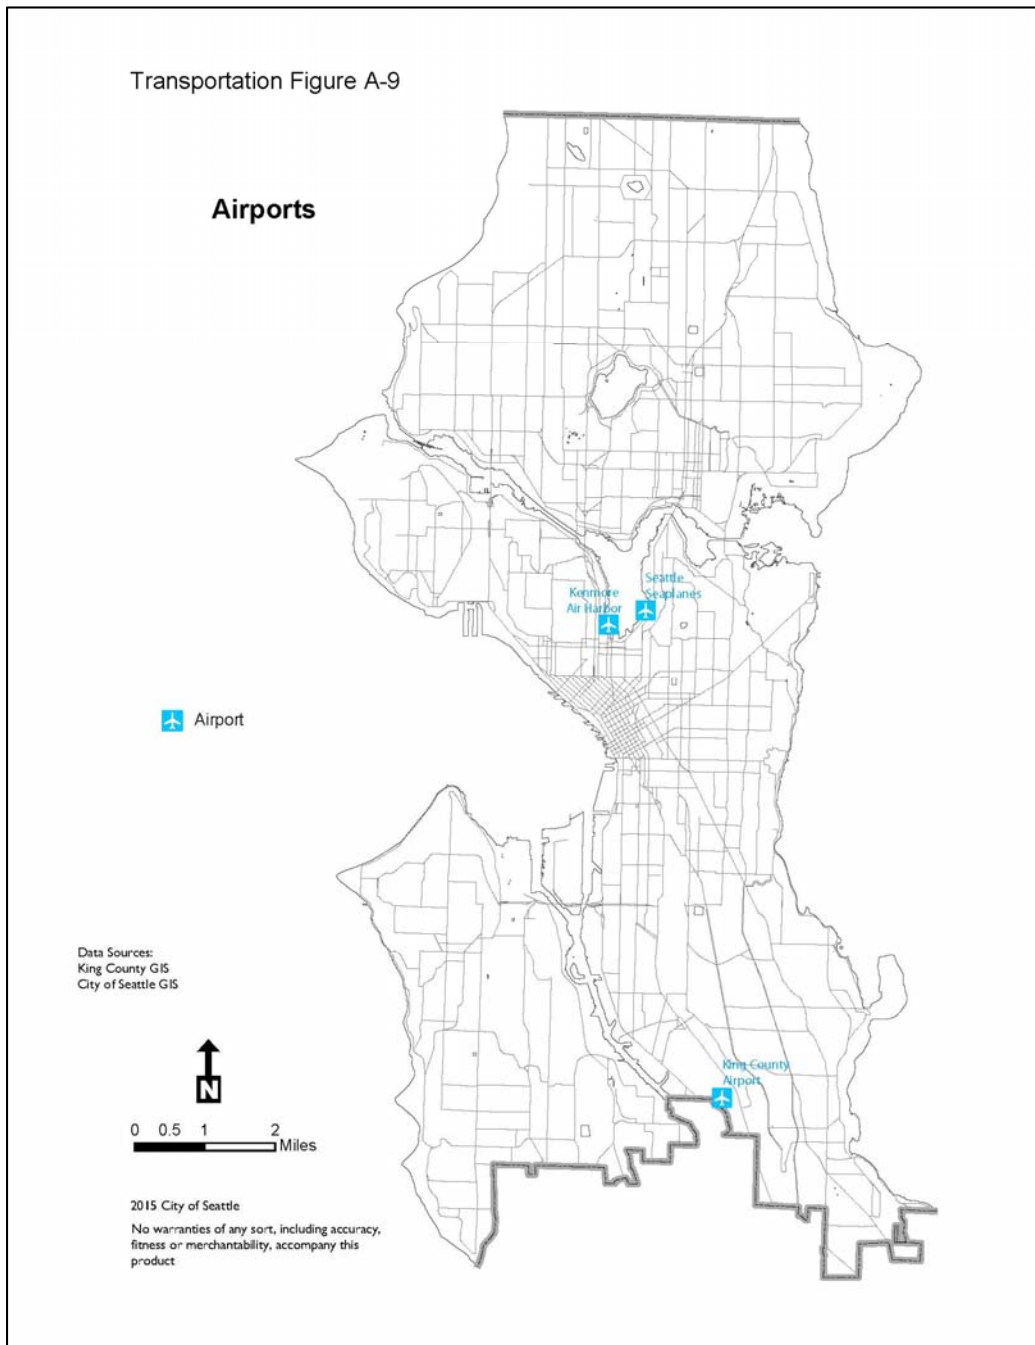 Transportation Figure A-9
Airports
Seattle
Seaplanes
Kenmore
Air Harbor
Airport
Data Sources:
King County GIS
City of Seattle GIS
King County
Airport
N
0 0.5 1 2
Miles
2015 City of Seattle
No warranties of any sort, including accuracy,
fitness or merchantability, accompany this
product